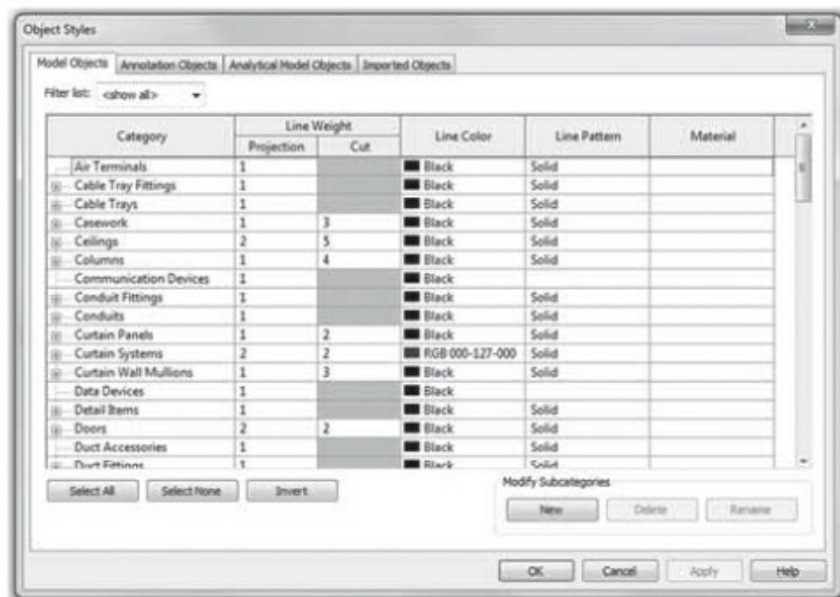 Object Styles
Model Objects Annotation Objects Analytical Model Objects Imported Objects
Filter list: <show all>
Category Line Weight Line Color Line Pattern Material
Projection Cut
Air Terminals 1 Black Solid
Cable Tray Fittings 1 Black Solid
Cable Trays 1 Black Solid
Casework 1 3 Black Solid
Ceilings 2 5 Black Solid
Columns 1 4 Black Solid
Communication Devices 1 Black
Conduit Fittings 1 Black Solid
Conduits 1 Black Solid
Curtain Panels 1 2 Black Solid
Curtain Systems 2 2 RGB 000-127-000 Solid
Curtain Wall Mullions 1 3 Black Solid
Data Devices 1 Black
Detail Items 1 Black Solid
Doors 2 2 Black Solid
Duct Accessories 1 Black Solid
Duct Fittings 1 Black Solid
Select All Select None Invert
Modify Subcategories
New Delete Rename
OK Cancel Apply Help